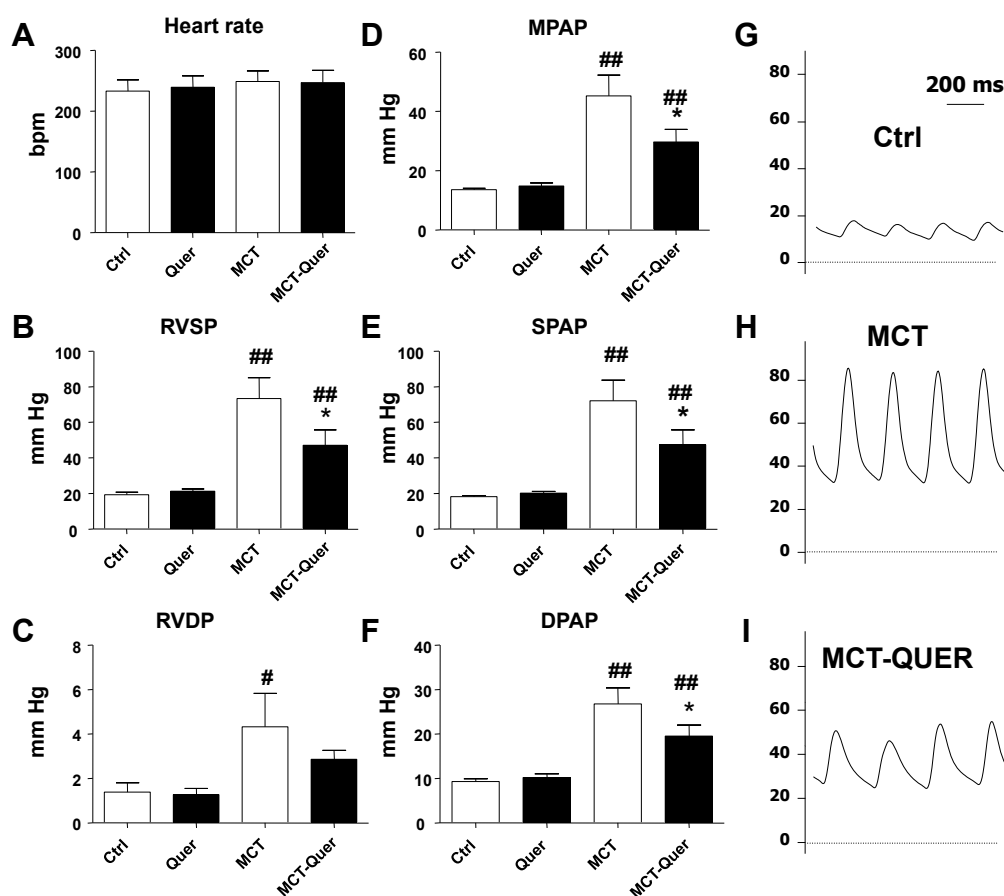 A
Heart rate
bpm
300
200
100
0
Ctrl
Quer
MCT
MCT-Quer
B
RVSP
mm Hg
100
80
60
40
20
0
##
##
*
Ctrl
Quer
MCT
MCT-Quer
C
RVDP
mm Hg
8
6
4
2
0
#
Ctrl
Quer
MCT
MCT-Quer
D
MPAP
mm Hg
60
40
20
0
##
##
*
Ctrl
Quer
MCT
MCT-Quer
E
SPAP
mm Hg
100
80
60
40
20
0
##
##
*
Ctrl
Quer
MCT
MCT-Quer
F
DPAP
mm Hg
40
30
20
10
0
##
##
*
Ctrl
Quer
MCT
MCT-Quer
G
80
60
40
20
0
200 ms
Ctrl
H
MCT
80
60
40
20
0
I
MCT-QUER
80
60
40
20
0